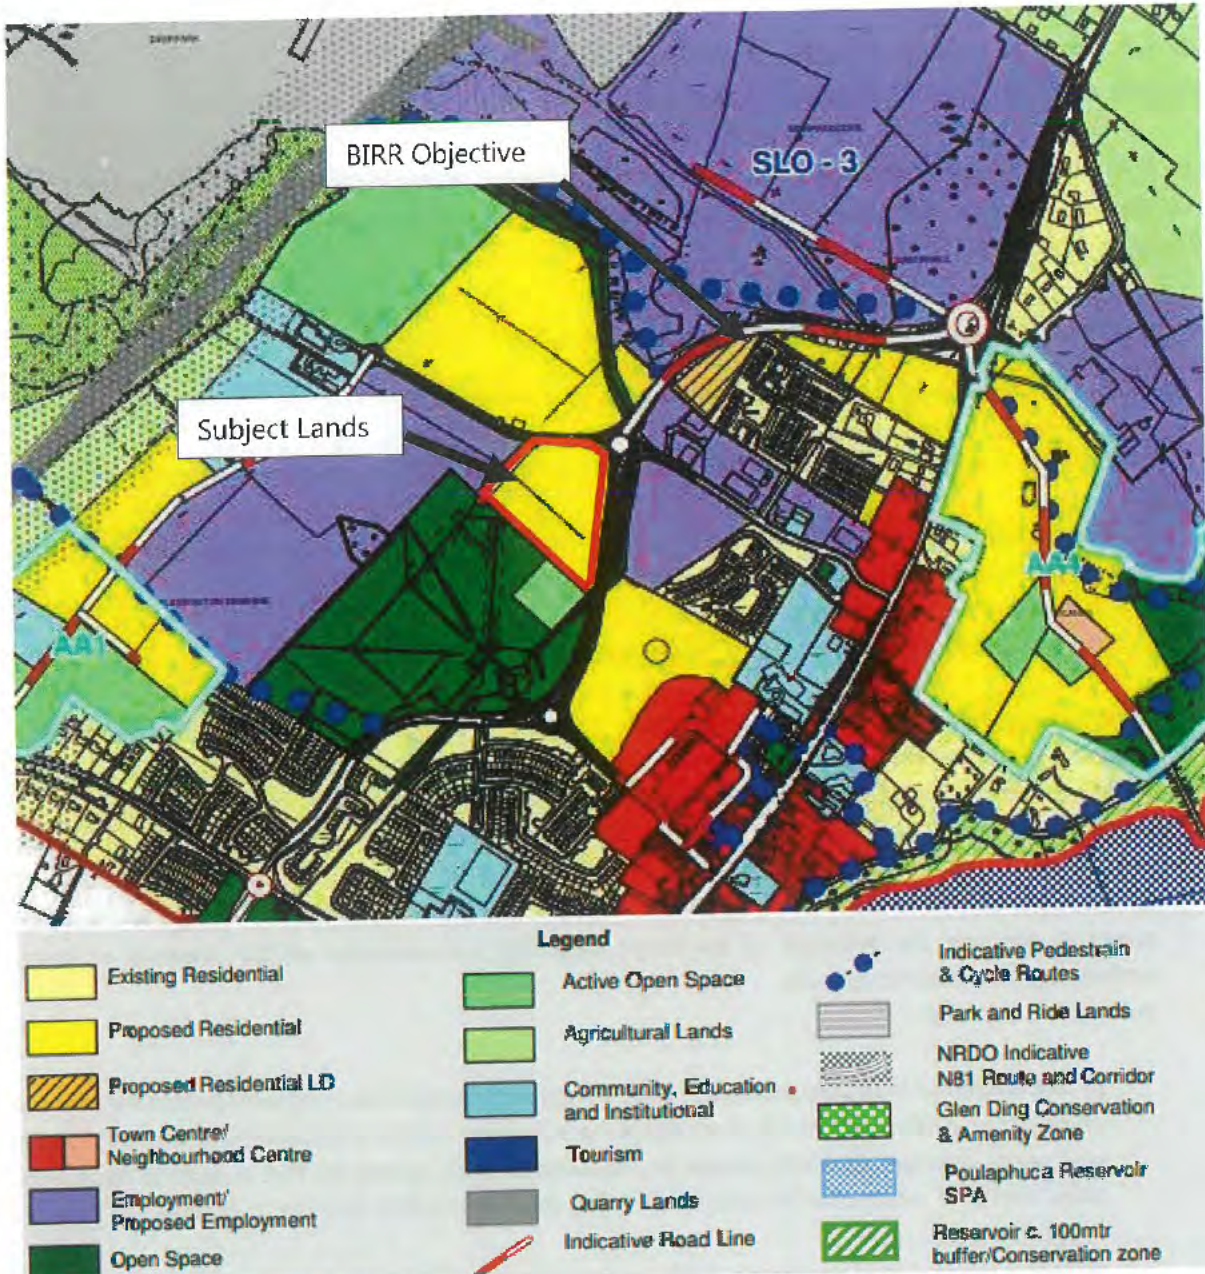 BIRR Objective
SLO - 3
Subject Lands
AA1
AA4
Legend
Existing Residential
Proposed Residential
Proposed Residential LD
Town Centre/
Neighbourhood Centre
Employment/
Proposed Employment
Open Space
Active Open Space
Agricultural Lands
Community, Education
and Institutional
Tourism
Quarry Lands
Indicative Road Line
Indicative Pedestrain
& Cycle Routes
Park and Ride Lands
NRDO Indicative
N81 Route and Corridor
Glen Ding Conservation
& Amenity Zone
Poulaphuca Reservoir
SPA
Reservoir c. 100mtr
buffer/Conservation zone